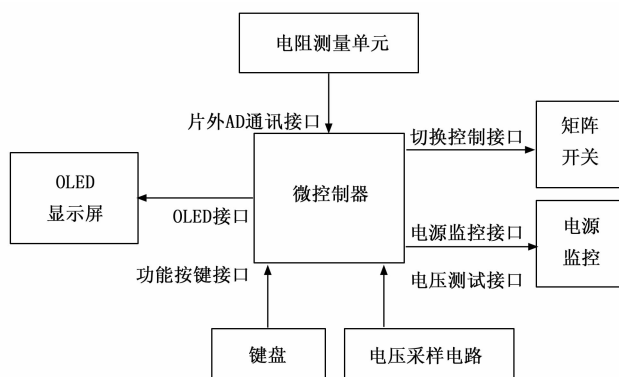 电阻测量单元
片外AD通讯接口
切换控制接口
矩阵
开关
OLED
显示屏
微控制器
OLED接口
电源监控接口
电源
监控
功能按键接口
电压测试接口
键盘
电压采样电路